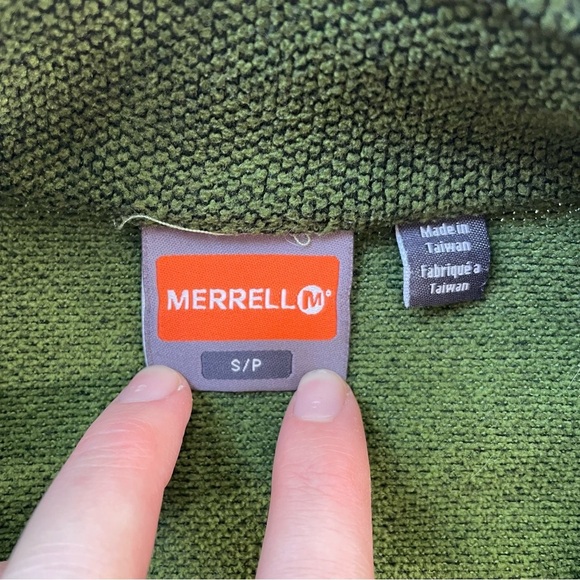 MERRELL M
S/P
Made in
Taiwan
Fabriqué a
Taiwan